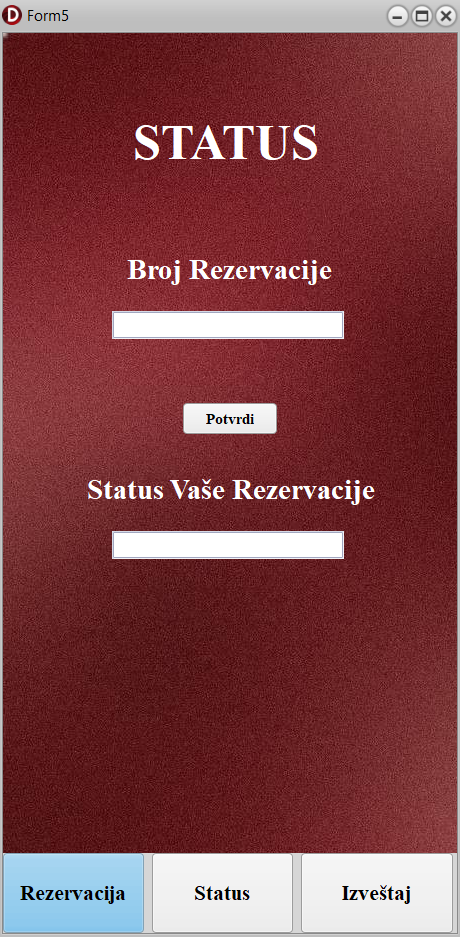 D Form5
STATUS
Broj Rezervacije
Potvrdi
Status Vaše Rezervacije
Rezervacija Status Izveštaj